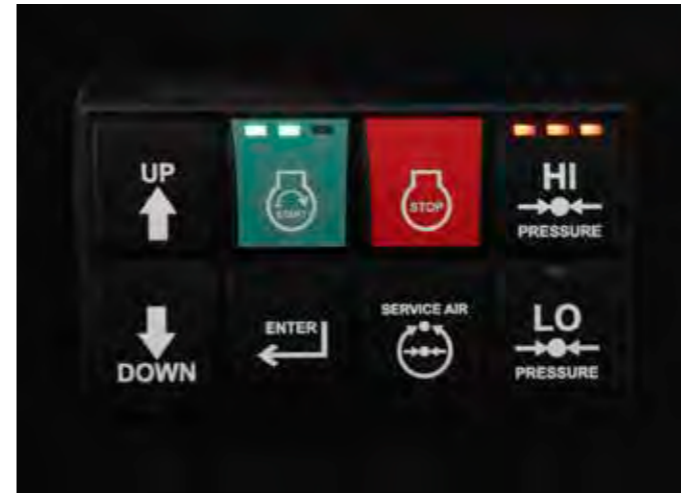 UP
START
STOP
HI
PRESSURE
DOWN
ENTER
SERVICE AIR
LO
PRESSURE